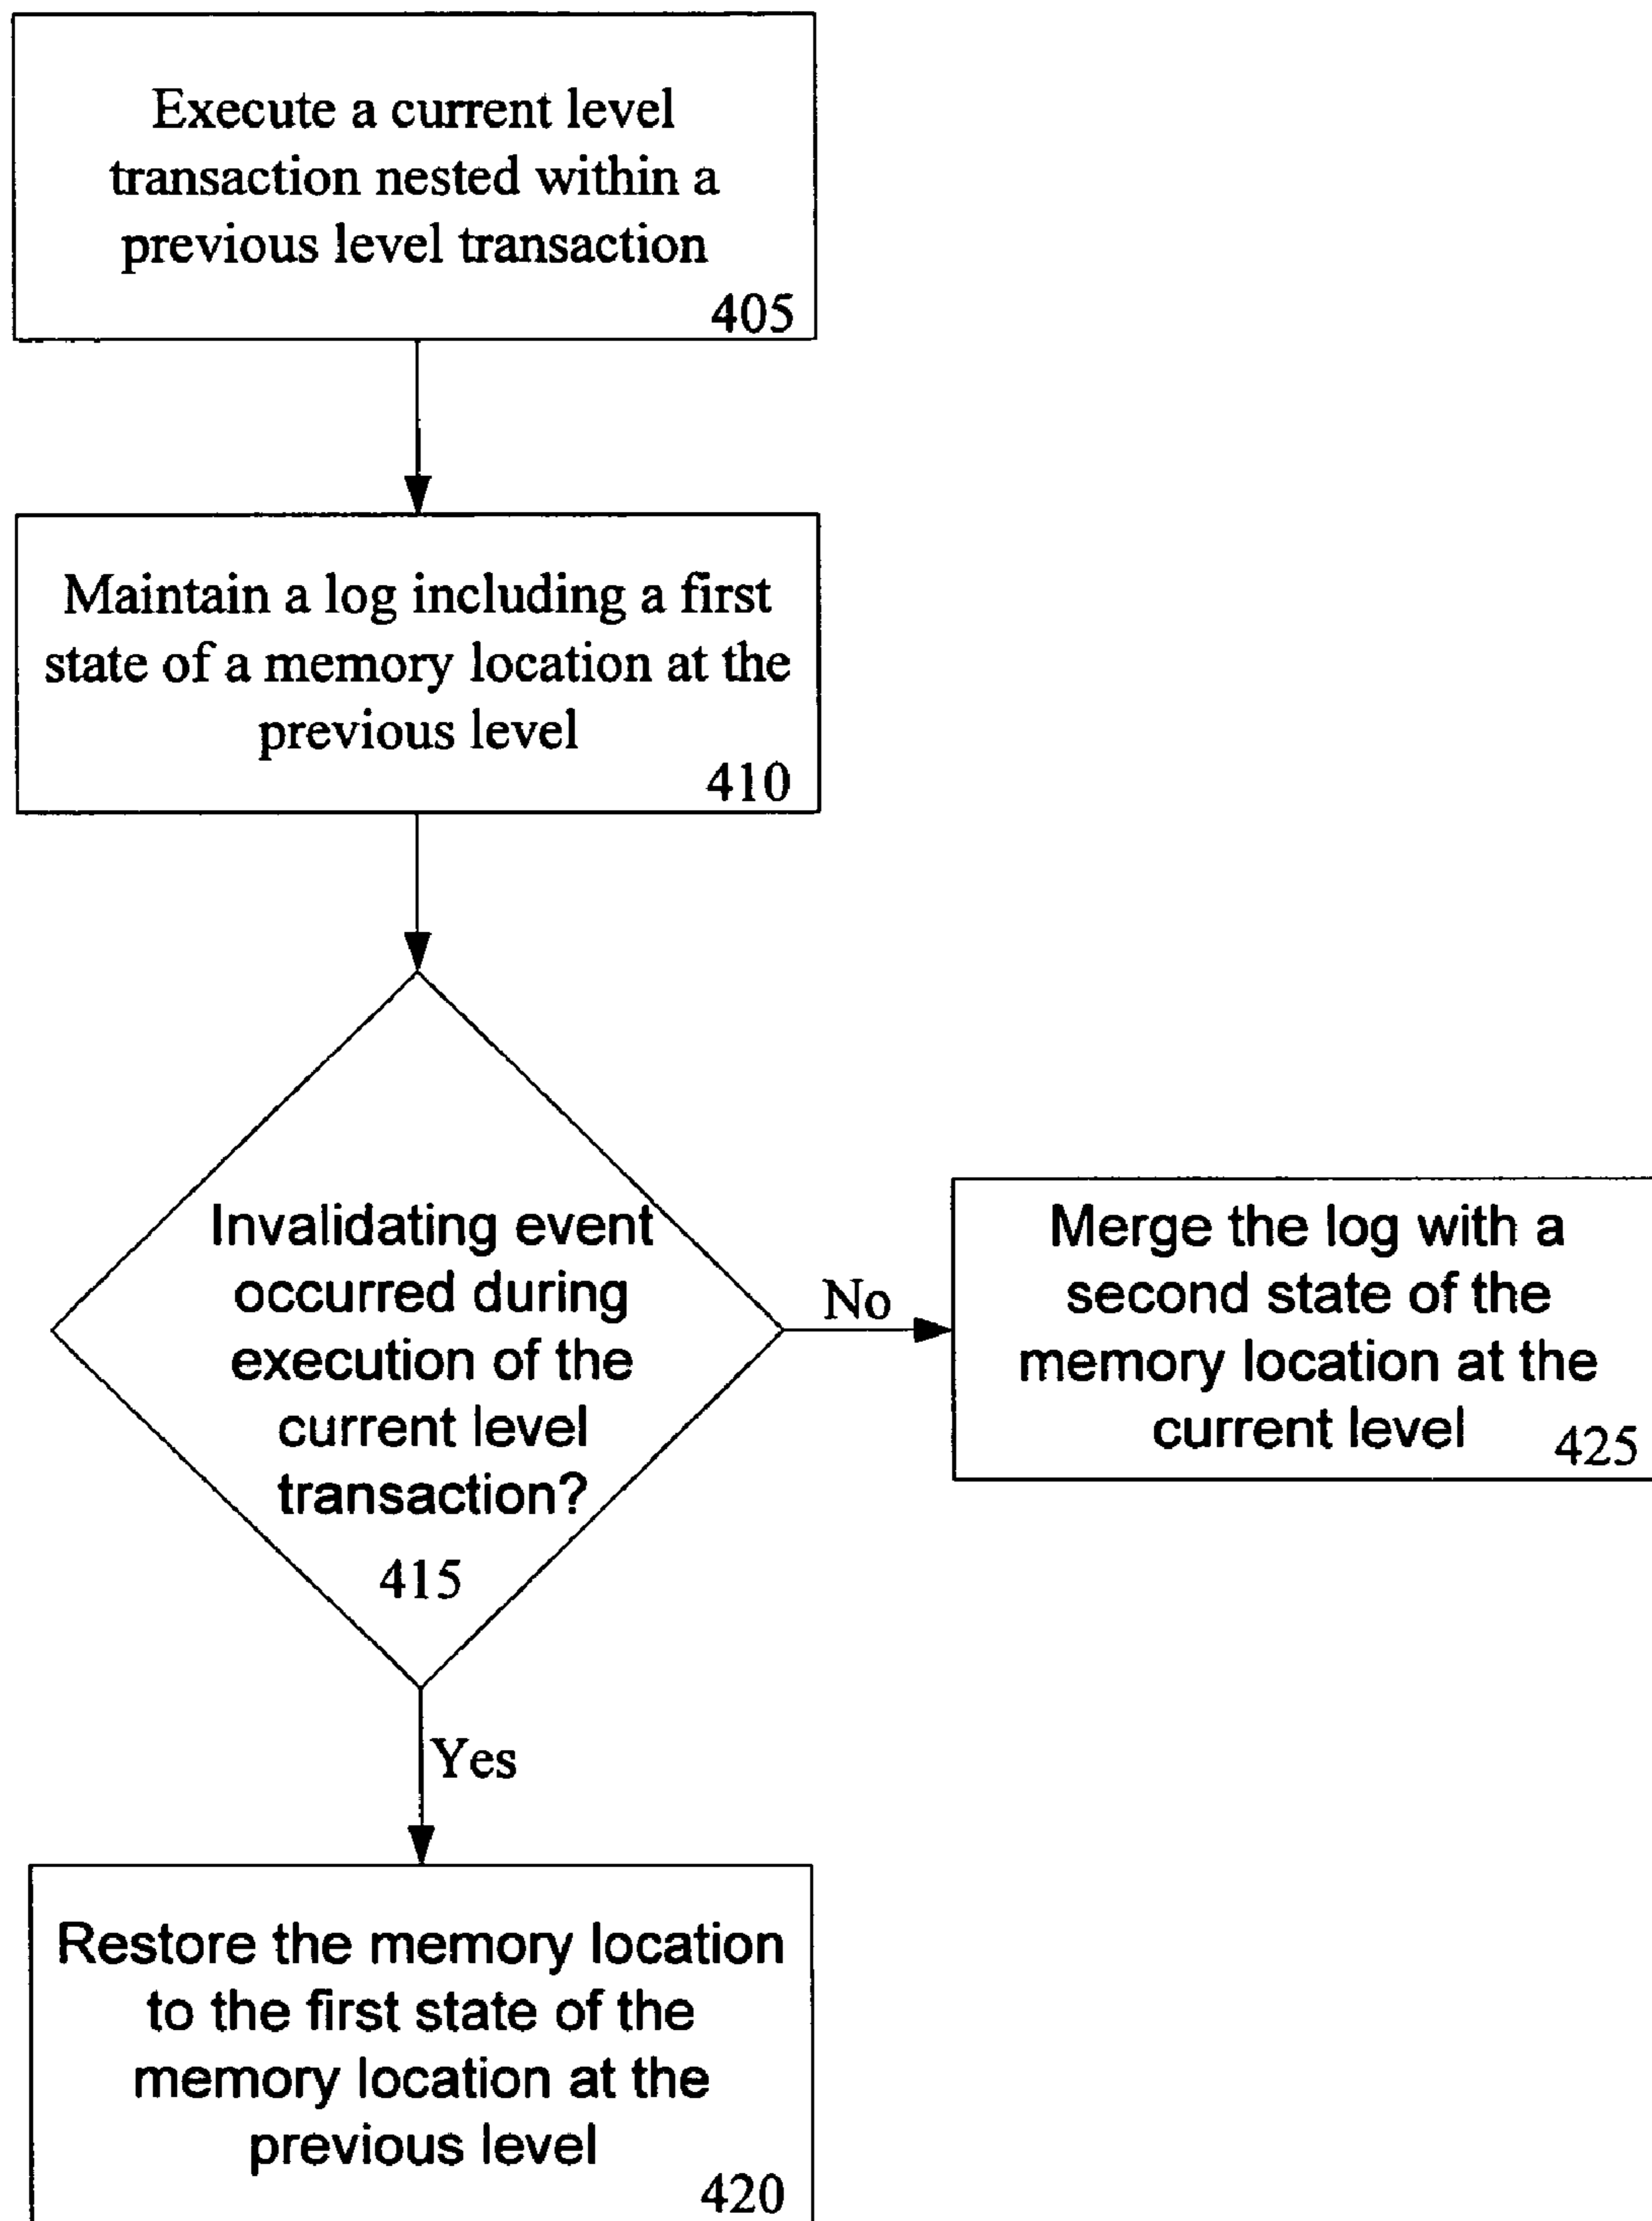 Execute a current level
transaction nested within a
previous level transaction
405
Maintain a log including a first
state of a memory location at the
previous level
410
Invalidating event
occurred during
execution of the
current level
transaction?
415
No
Merge the log with a
second state of the
memory location at the
current level
425
Yes
Restore the memory location
to the first state of the
memory location at the
previous level
420